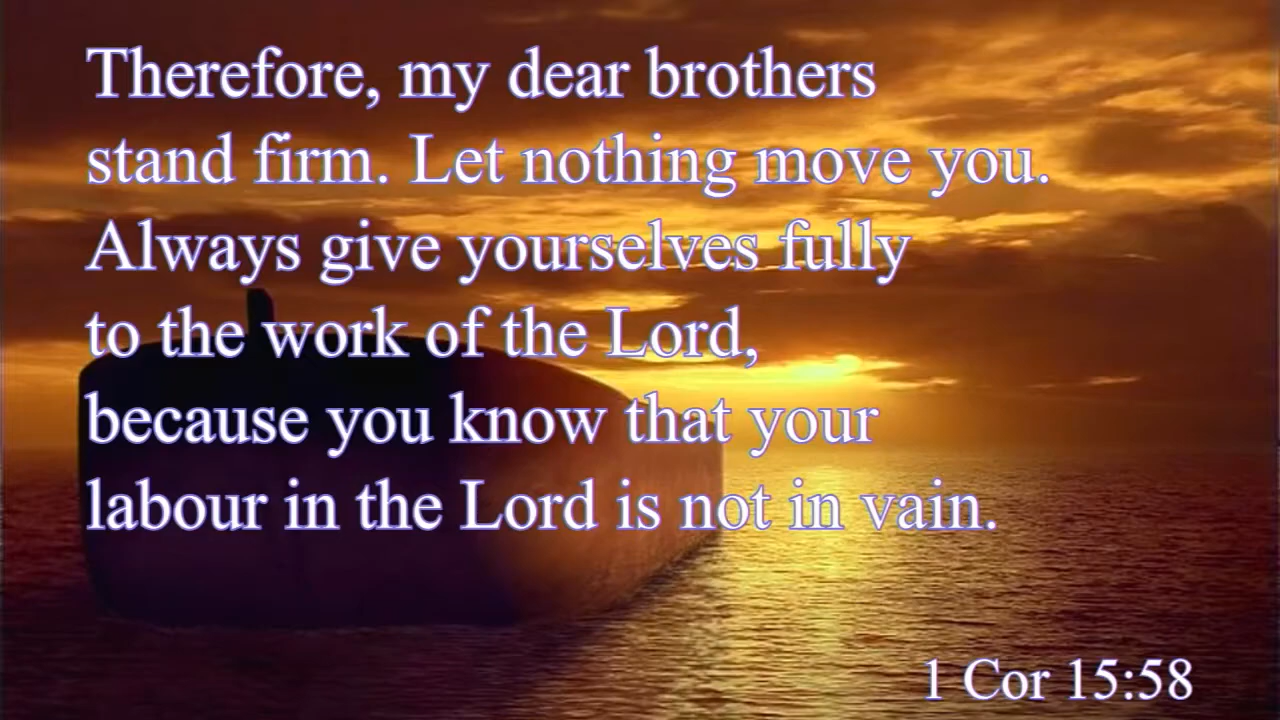 Therefore, my dear brothers
stand firm. Let nothing move you.
Always give yourselves fully
to the work of the Lord,
because you know that your
labour in the Lord is not in vain.
1 Cor 15:58